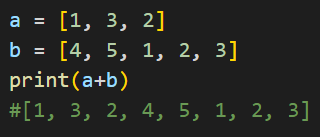 a = [1, 3, 2]
b = [4, 5, 1, 2, 3]
print(a+b)
#[1, 3, 2, 4, 5, 1, 2, 3]